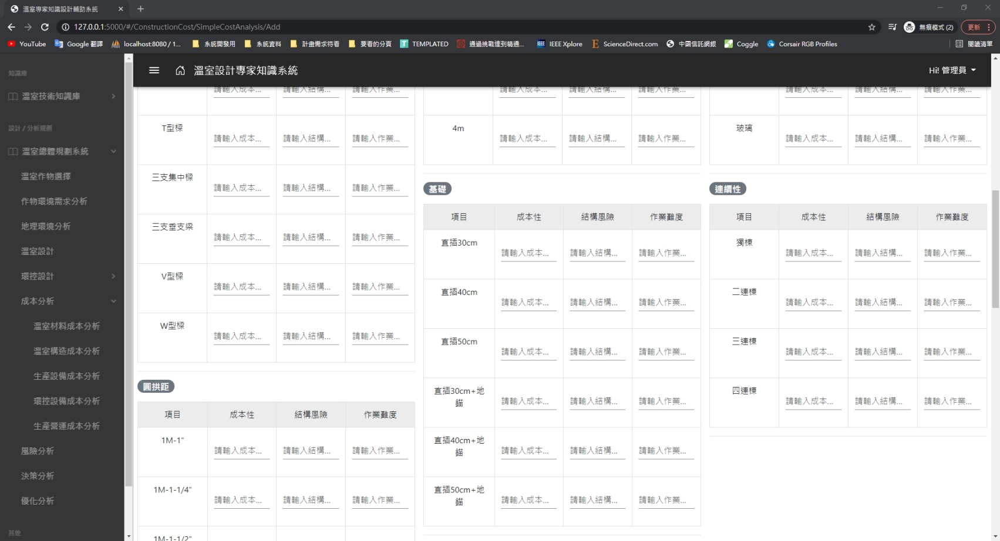 溫室專家知識設計輔助系統
127.0.0.1:5000/#/ConstructionCost/SimpleCostAnalysis/Add
無痕模式 (2)
更新
YouTube
Google 翻譯
localhost:8080 / 1...
系統開發用
系統資料
計畫需求待看
要看的分頁
TEMPLATED
通過挑戰達到精通...
IEEE Xplore
ScienceDirect.com
中國信託網銀
Coggle
Corsair RGB Profiles
閱讀清單
知識庫
溫室技術知識庫
設計 / 分析規劃
溫室總體規劃系統
溫室作物選擇
作物環境需求分析
地理環境分析
溫室設計
環控設計
成本分析
溫室材料成本分析
溫室構造成本分析
生產設備成本分析
環控設備成本分析
生產營運成本分析
風險分析
決策分析
優化分析
其他
溫室設計專家知識系統
Hi! 管理員
請輸入成本... 請輸入結構... 請輸入作業...
T型樑 請輸入成本... 請輸入結構... 請輸入作業...
三支集中樑 請輸入成本... 請輸入結構... 請輸入作業...
三支垂支梁 請輸入成本... 請輸入結構... 請輸入作業...
V型樑 請輸入成本... 請輸入結構... 請輸入作業...
W型樑 請輸入成本... 請輸入結構... 請輸入作業...
圓拱距
項目 成本性 結構風險 作業難度
1M-1" 請輸入成本... 請輸入結構... 請輸入作業...
1M-1-1/4" 請輸入成本... 請輸入結構... 請輸入作業...
1M-1-1/2"
請輸入成本... 請輸入結構... 請輸入作業...
4m 請輸入成本... 請輸入結構... 請輸入作業...
基礎
項目 成本性 結構風險 作業難度
直插30cm 請輸入成本... 請輸入結構... 請輸入作業...
直插40cm 請輸入成本... 請輸入結構... 請輸入作業...
直插50cm 請輸入成本... 請輸入結構... 請輸入作業...
直插30cm+地
錨 請輸入成本... 請輸入結構... 請輸入作業...
直插40cm+地
錨 請輸入成本... 請輸入結構... 請輸入作業...
直插50cm+地
錨 請輸入成本... 請輸入結構... 請輸入作業...
請輸入成本... 請輸入結構... 請輸入作業...
玻璃 請輸入成本... 請輸入結構... 請輸入作業...
連續性
項目 成本性 結構風險 作業難度
獨棟 請輸入成本... 請輸入結構... 請輸入作業...
二連棟 請輸入成本... 請輸入結構... 請輸入作業...
三連棟 請輸入成本... 請輸入結構... 請輸入作業...
四連棟 請輸入成本... 請輸入結構... 請輸入作業...